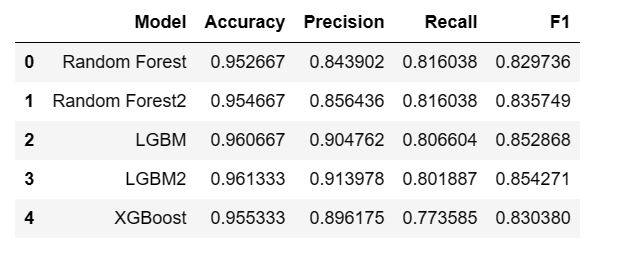 Model Accuracy Precision Recall F1
0 Random Forest 0.952667 0.843902 0.816038 0.829736
1 Random Forest2 0.954667 0.856436 0.816038 0.835749
2 LGBM 0.960667 0.904762 0.806604 0.852868
3 LGBM2 0.961333 0.913978 0.801887 0.854271
4 XGBoost 0.955333 0.896175 0.773585 0.830380